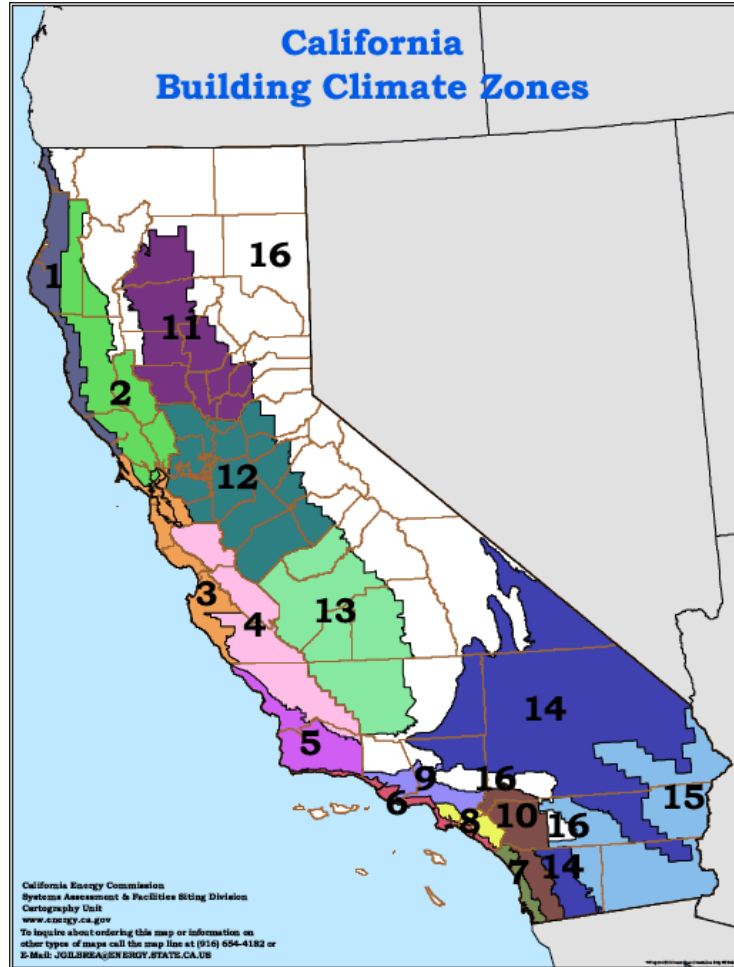 California
Building Climate Zones
16
1
11
2
12
3
13
4
14
5
9
16
15
6
10
8
16
7
14
California Energy Commission
Systems Assessment & Facilities Siting Division
Cartography Unit
www.energy.ca.gov
To inquire about ordering this map or information on
other types of maps call the map line at (916) 654-4182 or
E-Mail: JGILBREA@ENERGY.STATE.CA.US